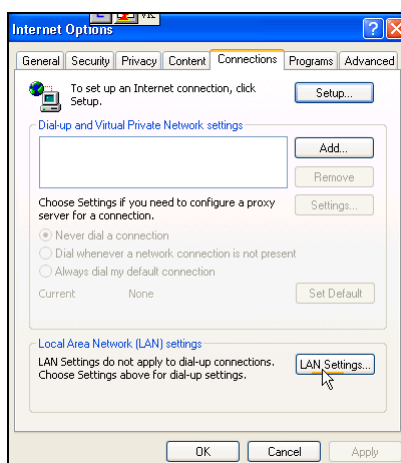 Internet Options
General Security Privacy Content Connections Programs Advanced
To set up an Internet connection, click
Setup.
Setup...
Dial-up and Virtual Private Network settings
Add...
Remove
Choose Settings if you need to configure a proxy
server for a connection.
Settings...
Never dial a connection
Dial whenever a network connection is not present
Always dial my default connection
Current None
Set Default
Local Area Network (LAN) settings
LAN Settings do not apply to dial-up connections.
Choose Settings above for dial-up settings.
LAN Settings...
OK Cancel Apply